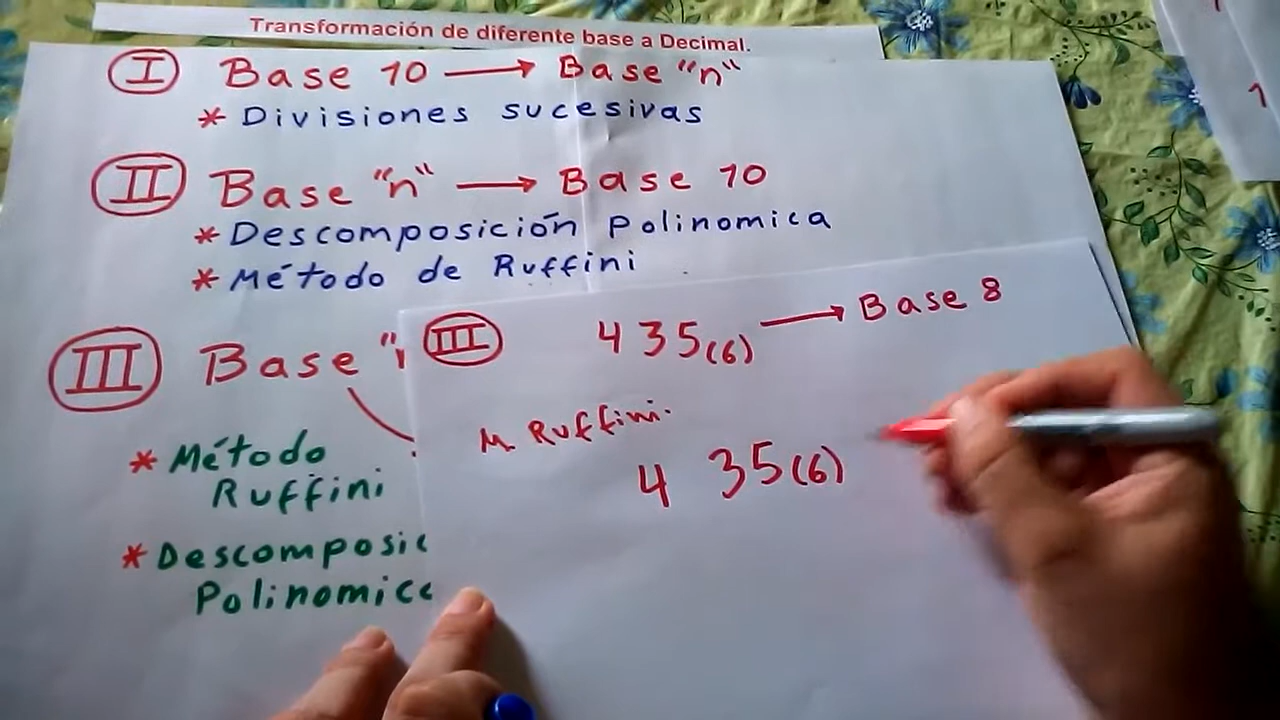 Transformación de diferente base a Decimal.
I Base 10 → Base "n"
* Divisiones sucesivas
II Base "n" → Base 10
* Descomposición Polinomica
* Método de Ruffini
III Base
III 435(6) → Base 8
M. Ruffini.
4 35(6)
* Método
Ruffini
* Descomposic
Polinomica